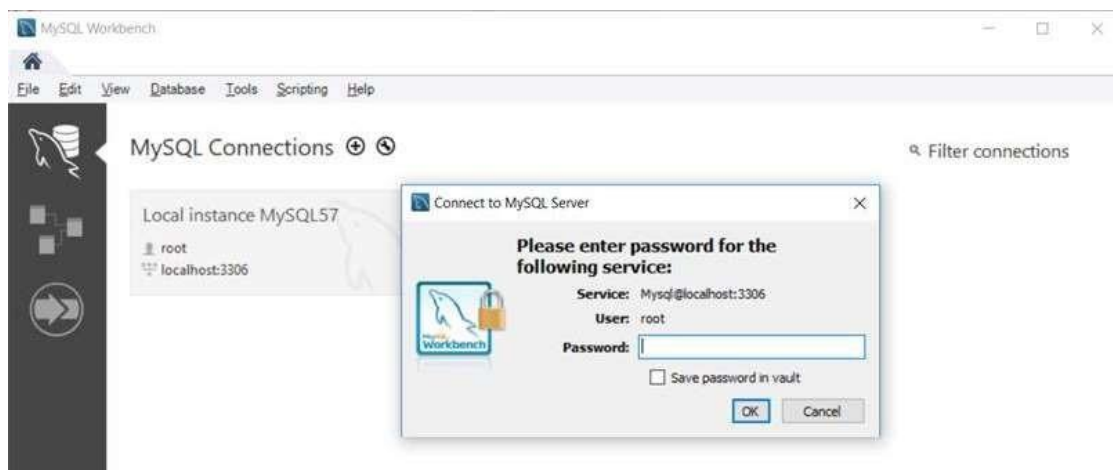 MySQL Workbench
File Edit View Database Tools Scripting Help
MySQL Connections
Filter connections
Local instance MySQL57
root
localhost:3306
Connect to MySQL Server
Please enter password for the
following service:
Service: Mysql@localhost:3306
User: root
Password:
Save password in vault
OK Cancel
MySQL
Workbench